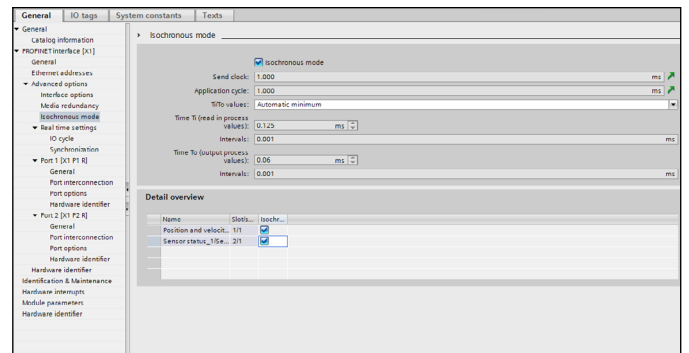 General IO tags System constants Texts
General
Catalog information
PROFINET interface [X1]
General
Ethernet addresses
Advanced options
Interface options
Media redundancy
Isochronous mode
Real time settings
IO cycle
Synchronization
Port 1 [X1 P1 R]
General
Port interconnection
Port options
Hardware identifier
Port 2 [X1 P2 R]
General
Port interconnection
Port options
Hardware identifier
Hardware identifier
Identification & Maintenance
Hardware interrupts
Module parameters
Hardware identifier
Isochronous mode
Isochronous mode
Send clock: 1.000 ms
Application cycle: 1.000 ms
Ti/To values: Automatic minimum
Time Ti (read in process
values): 0.125 ms
Intervals: 0.001 ms
Time To (output process
values): 0.06 ms
Intervals: 0.001 ms
Detail overview
Name Slot/s... Isochr...
Position and velocit... 1/1
Sensor status_1/Se... 2/1